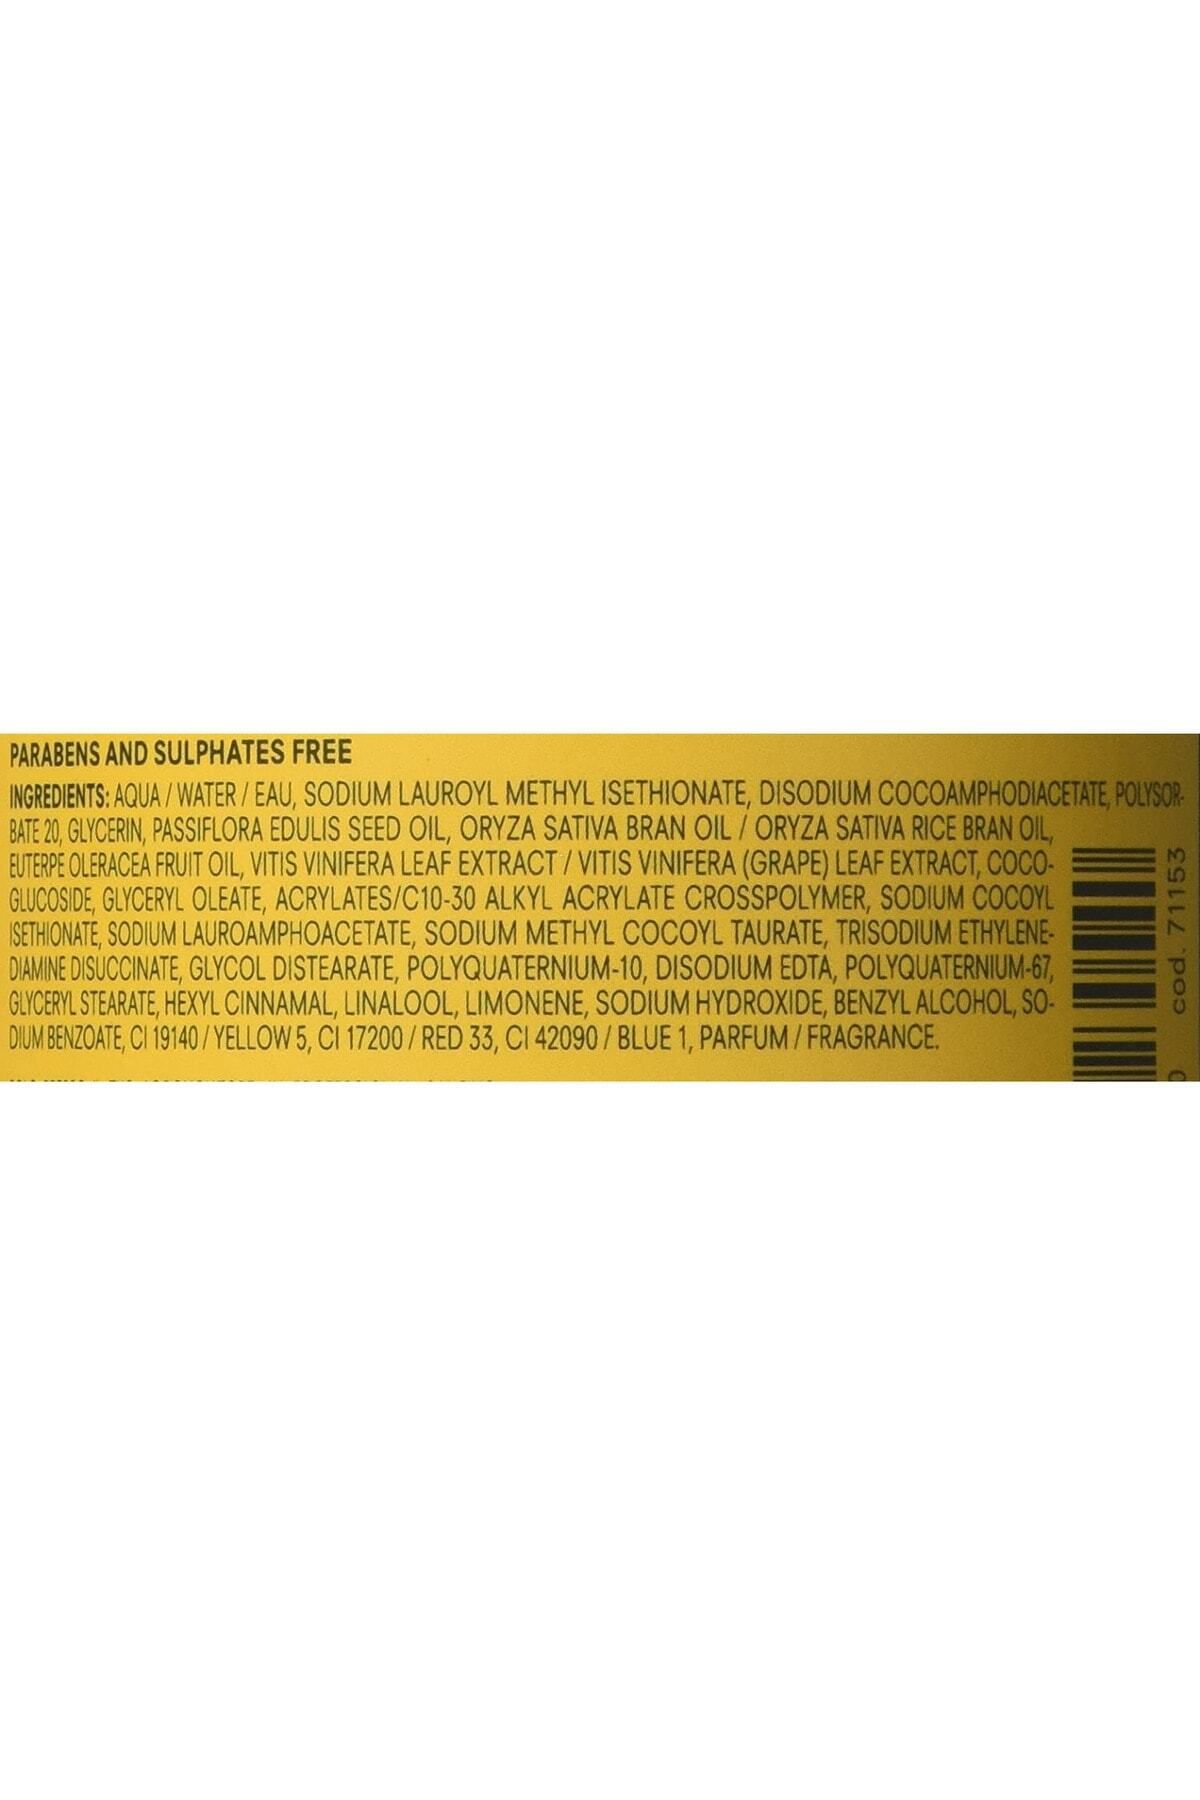 PARABENS AND SULPHATES FREE
INGREDIENTS: AQUA / WATER / EAU, SODIUM LAUROYL METHYL ISETHIONATE, DISODIUM COCOAMPHODIACETATE, POLYSOR-
BATE 20, GLYCERIN, PASSIFLORA EDULIS SEED OIL, ORYZA SATIVA BRAN OIL / ORYZA SATIVA RICE BRAN OIL,
EUTERPE OLERACEA FRUIT OIL, VITIS VINIFERA LEAF EXTRACT / VITIS VINIFERA (GRAPE) LEAF EXTRACT, COCO-
GLUCOSIDE, GLYCERYL OLEATE, ACRYLATES/C10-30 ALKYL ACRYLATE CROSSPOLYMER, SODIUM COCOYL
ISETHIONATE, SODIUM LAUROAMPHOACETATE, SODIUM METHYL COCOYL TAURATE, TRISODIUM ETHYLENE-
DIAMINE DISUCCINATE, GLYCOL DISTEARATE, POLYQUATERNIUM-10, DISODIUM EDTA, POLYQUATERNIUM-67,
GLYCERYL STEARATE, HEXYL CINNAMAL, LINALOOL, LIMONENE, SODIUM HYDROXIDE, BENZYL ALCOHOL, SO-
DIUM BENZOATE, CI 19140 / YELLOW 5, CI 17200 / RED 33, CI 42090 / BLUE 1, PARFUM / FRAGRANCE.
cod. 71153